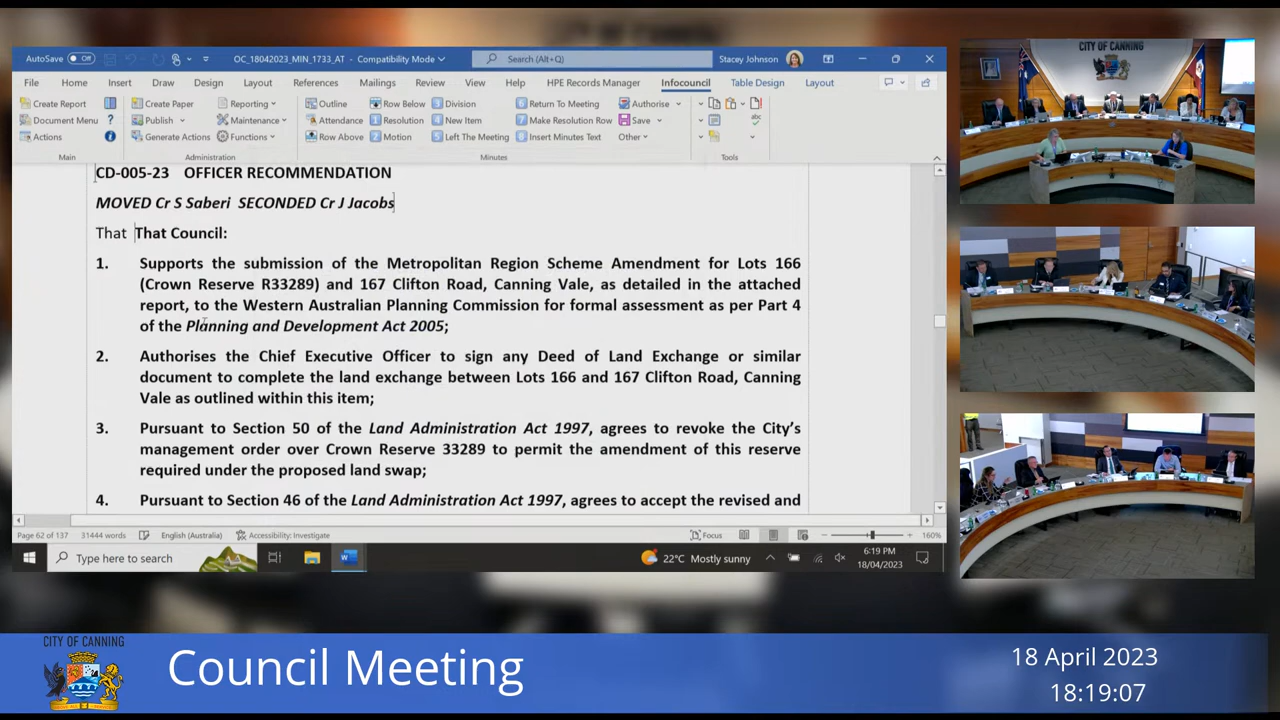 AutoSave Off
OC_18042023_MIN_1733_AT - Compatibility Mode
Search (Alt+Q)
Stacey Johnson
File Home Insert Draw Design Layout References Mailings Review View Help HPE Records Manager Infocouncil Table Design Layout
Create Report Create Paper Reporting Outline Row Below Division Return To Meeting Authorise
Document Menu ? Publish Maintenance Attendance Resolution New Item Make Resolution Row Save
Actions Generate Actions Functions Row Above Motion Left The Meeting Insert Minutes Text Other
Main Administration Minutes Tools
CD-005-23 OFFICER RECOMMENDATION
MOVED Cr S Saberi SECONDED Cr J Jacobs
That That Council:
1. Supports the submission of the Metropolitan Region Scheme Amendment for Lots 166
(Crown Reserve R33289) and 167 Clifton Road, Canning Vale, as detailed in the attached
report, to the Western Australian Planning Commission for formal assessment as per Part 4
of the Planning and Development Act 2005;
2. Authorises the Chief Executive Officer to sign any Deed of Land Exchange or similar
document to complete the land exchange between Lots 166 and 167 Clifton Road, Canning
Vale as outlined within this item;
3. Pursuant to Section 50 of the Land Administration Act 1997, agrees to revoke the City's
management order over Crown Reserve 33289 to permit the amendment of this reserve
required under the proposed land swap;
4. Pursuant to Section 46 of the Land Administration Act 1997, agrees to accept the revised and
Page 62 of 137 31444 words English (Australia) Accessibility: Investigate Focus 160%
Type here to search
22°C Mostly sunny
6:19 PM
18/04/2023
CITY OF CANNING
CITY OF CANNING
Council Meeting
18 April 2023
18:19:07